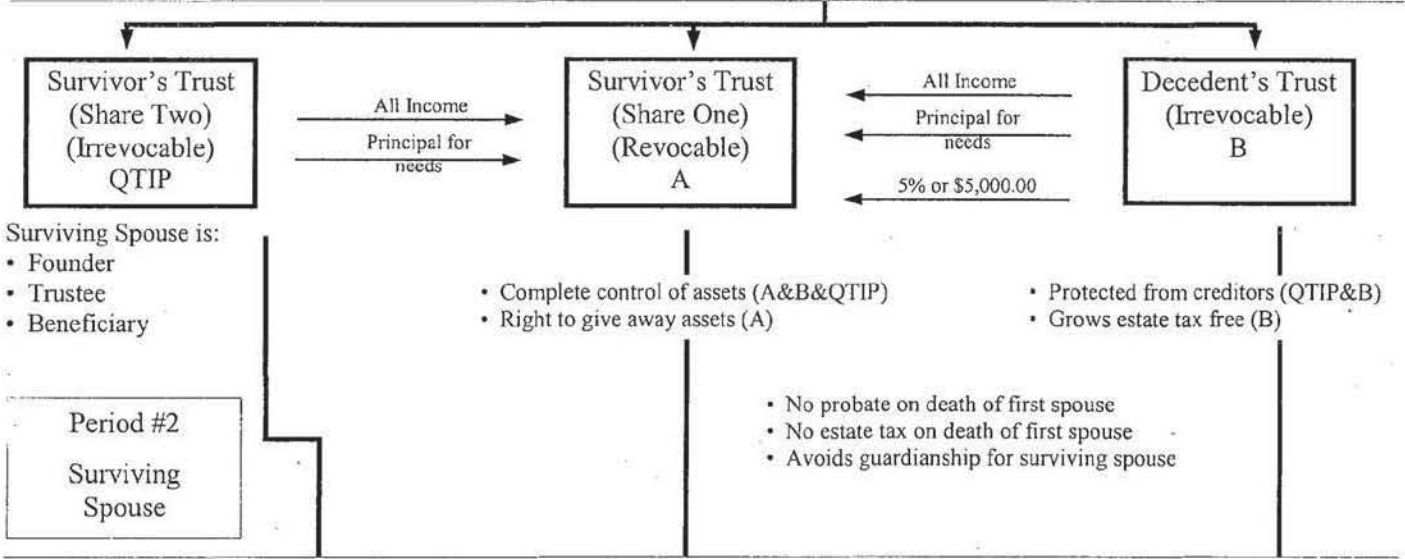 Survivor's Trust
(Share Two)
(Irrevocable)
QTIP
All Income
Principal for
needs
Survivor's Trust
(Share One)
(Revocable)
A
All Income
Principal for
needs
5% or $5,000.00
Decedent's Trust
(Irrevocable)
B
Surviving Spouse is:
• Founder
• Trustee
• Beneficiary
• Complete control of assets (A&B&QTIP)
• Right to give away assets (A)
• Protected from creditors (QTIP&B)
• Grows estate tax free (B)
Period #2
Surviving
Spouse
• No probate on death of first spouse
• No estate tax on death of first spouse
• Avoids guardianship for surviving spouse